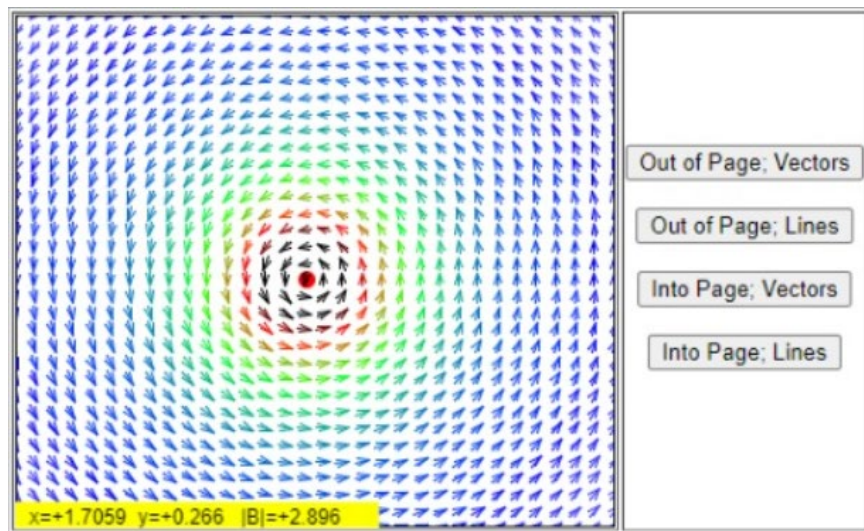 Out of Page; Vectors
Out of Page; Lines
Into Page; Vectors
Into Page; Lines
x=+1.7059 y=+0.266 |B|=+2.896